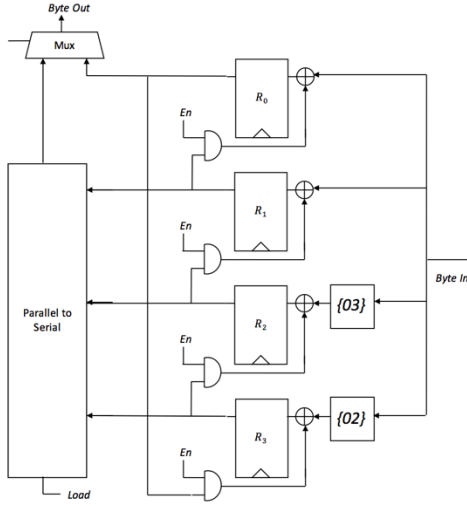 Byte Out
Mux
En
R₀
En
R₁
Byte In
En
R₂
{03}
Parallel to
Serial
En
R₃
{02}
Load